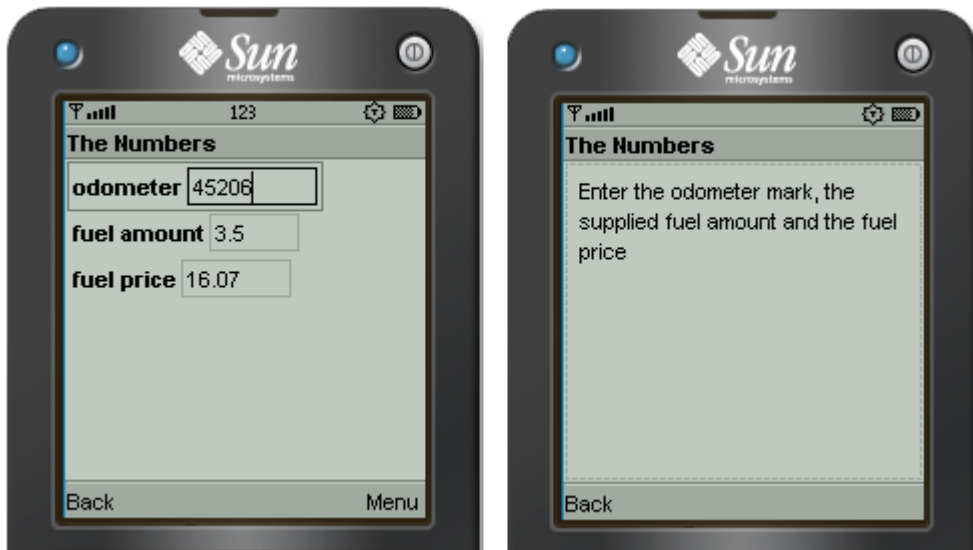 Sun
microsystems
123
The Numbers
odometer 45206
fuel amount 3.5
fuel price 16.07
Back Menu
Sun
microsystems
The Numbers
Enter the odometer mark, the
supplied fuel amount and the fuel
price
Back